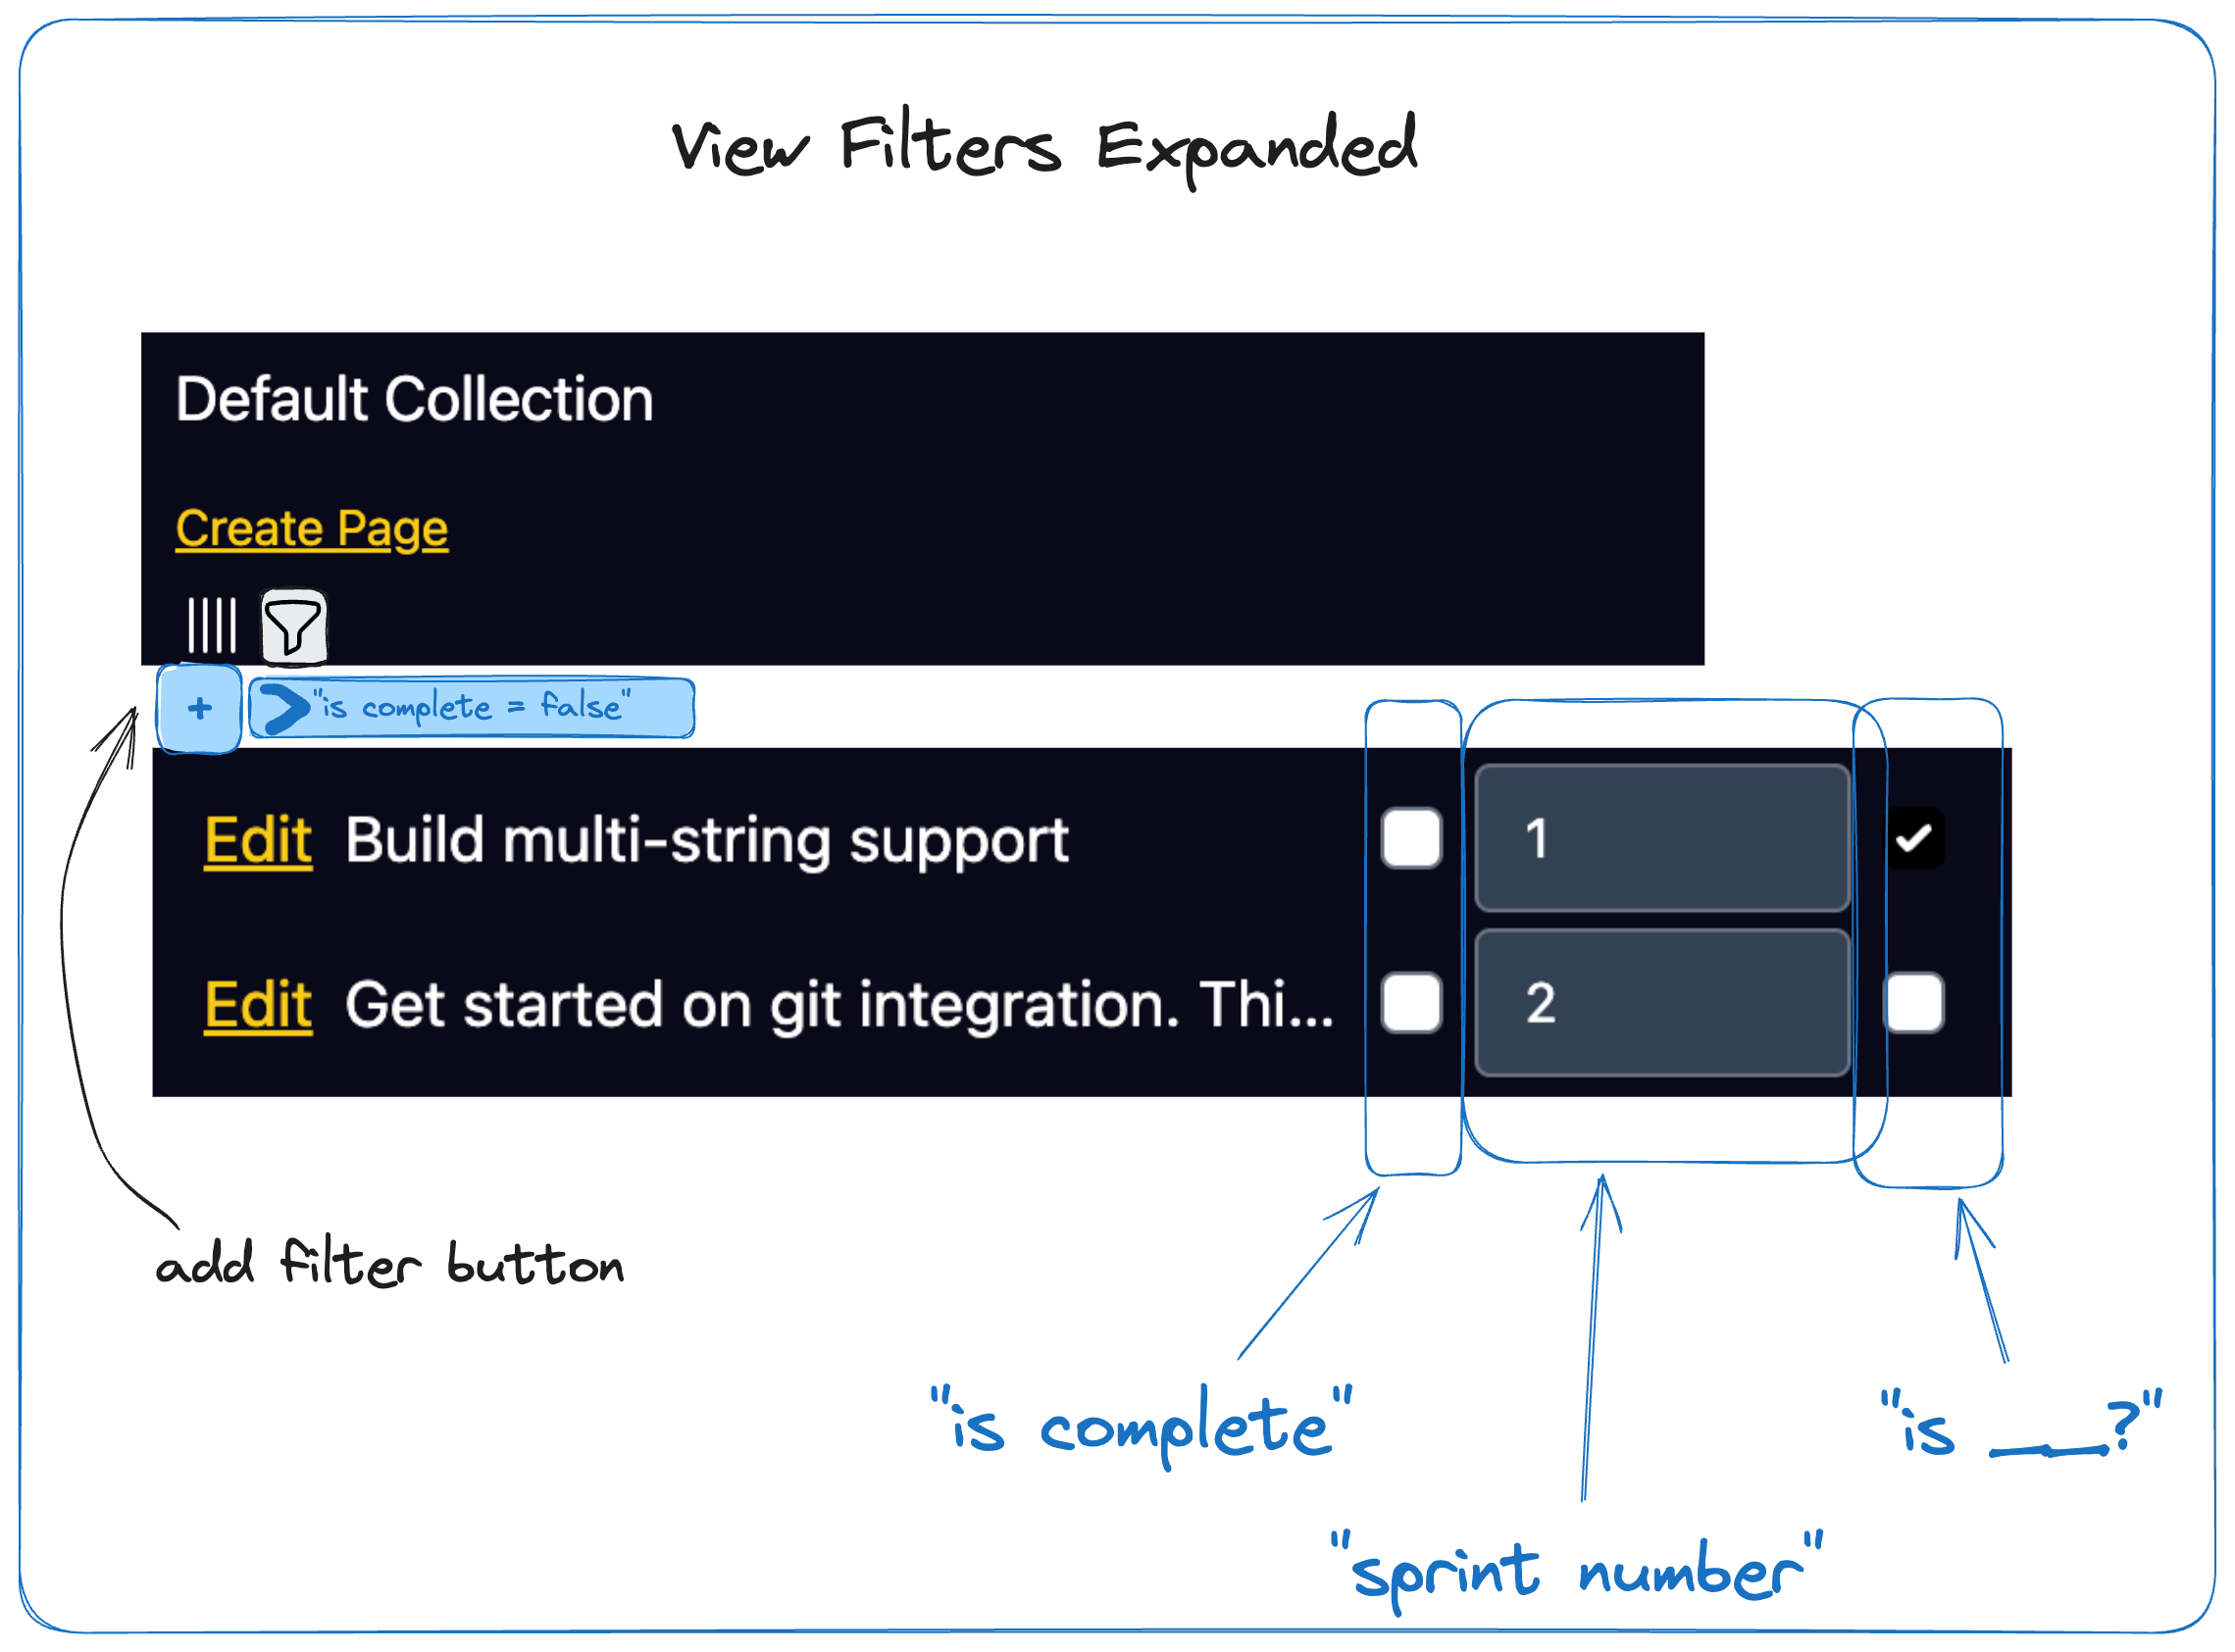 View Filters Expanded
Default Collection
Create Page
+ "is complete = false"
Edit Build multi-string support 1
Edit Get started on git integration. Thi... 2
add filter button
"is complete"
"is ___?"
"sprint number"